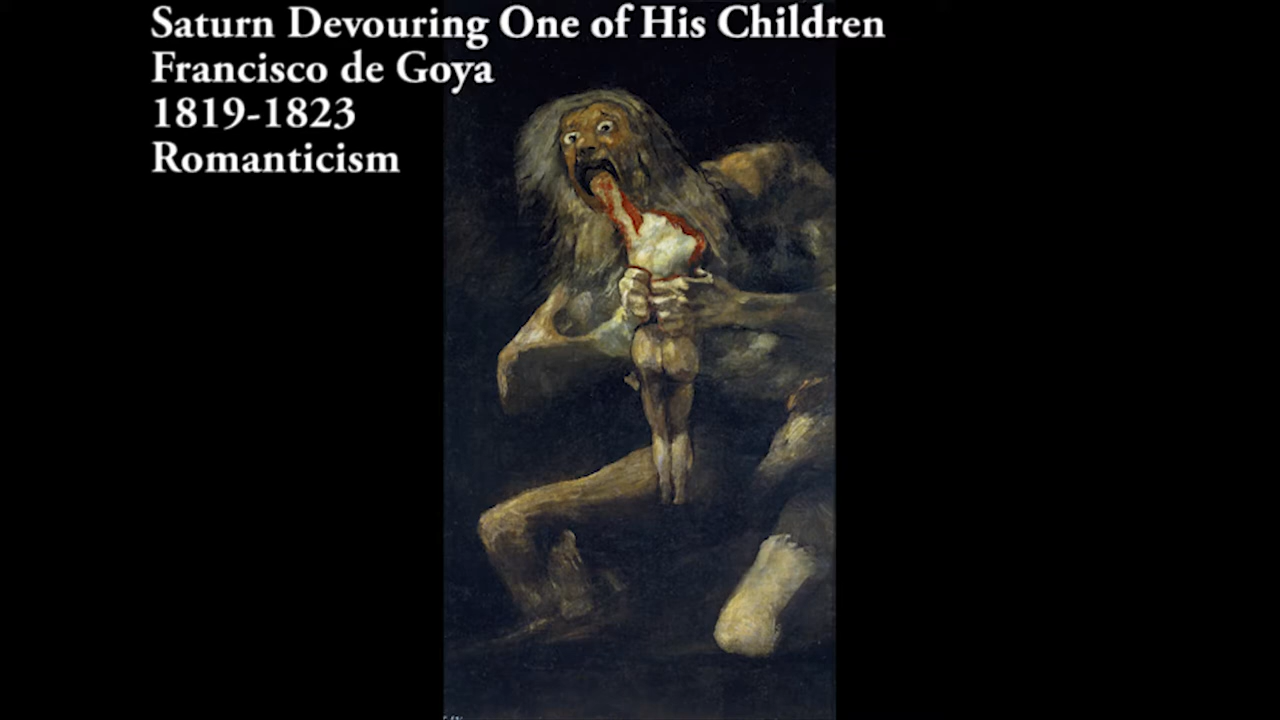 Saturn Devouring One of His Children
Francisco de Goya
1819-1823
Romanticism